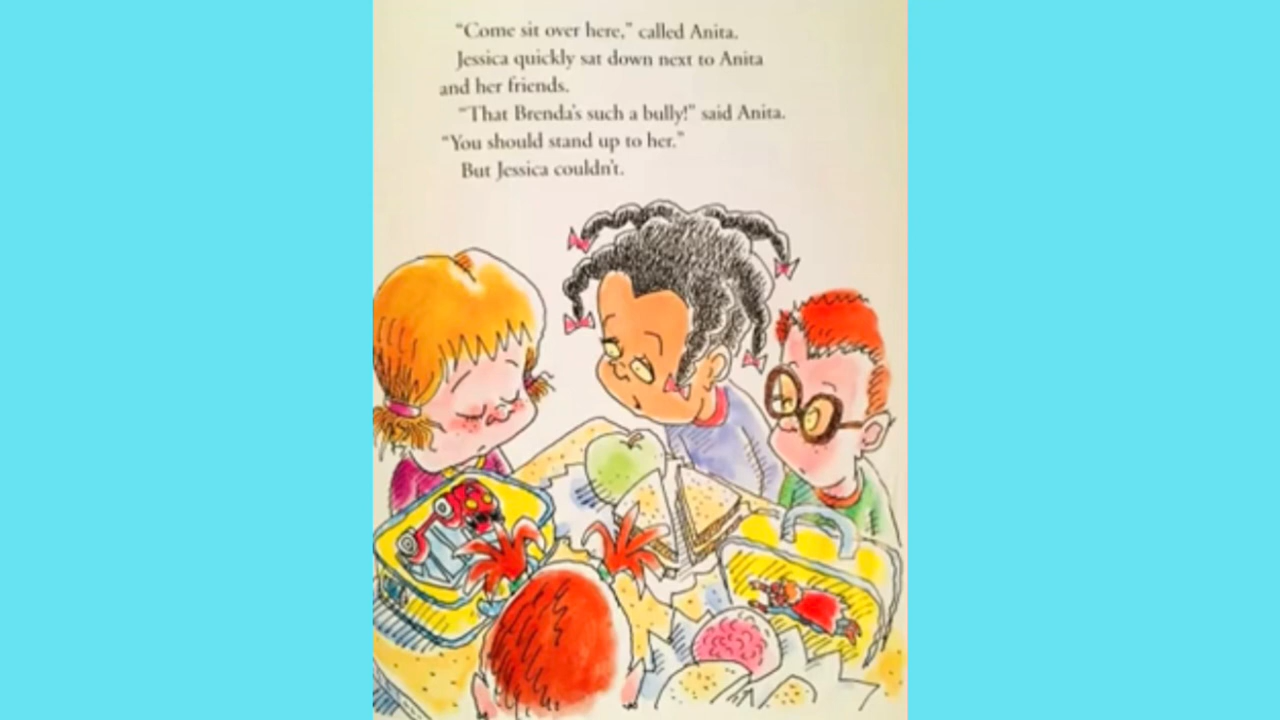 “Come sit over here,” called Anita.
Jessica quickly sat down next to Anita
and her friends.
“That Brenda’s such a bully!” said Anita.
“You should stand up to her.”
But Jessica couldn’t.